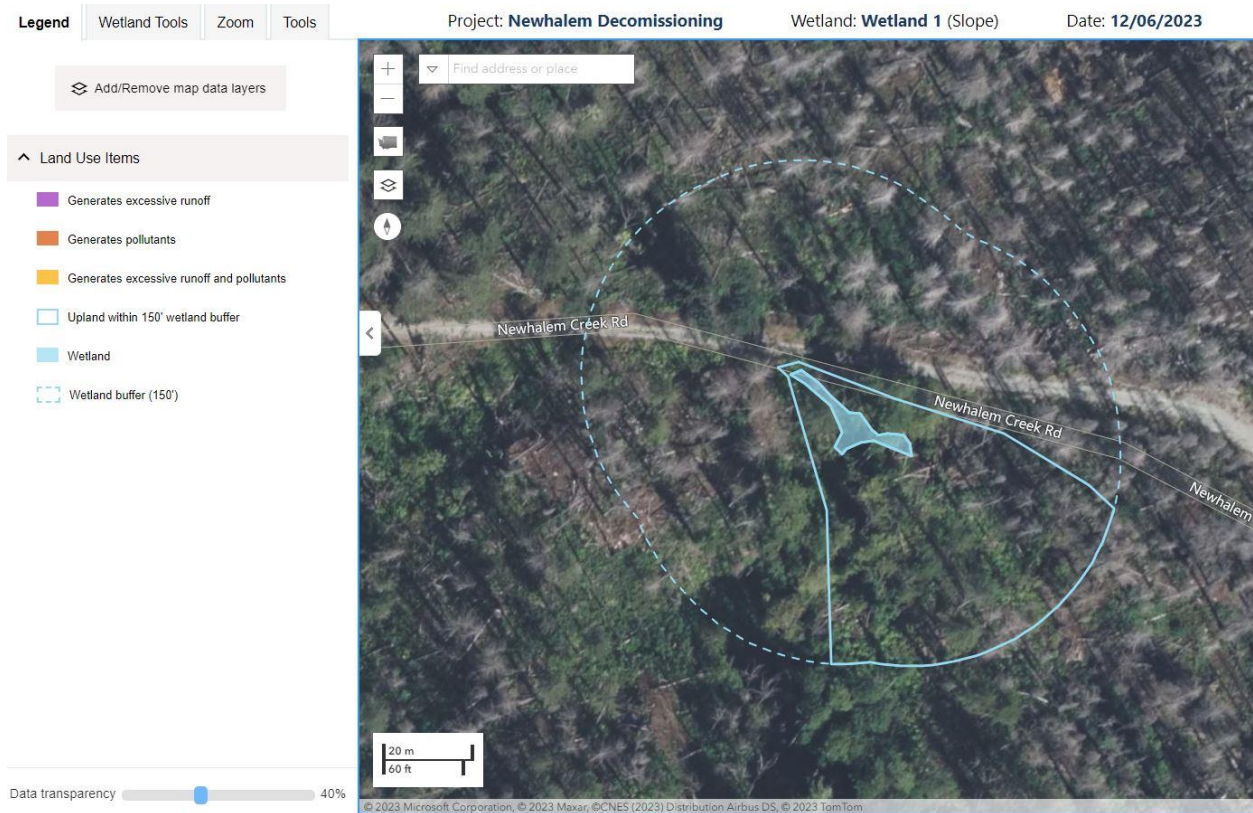 Legend
Wetland Tools
Zoom
Tools
Project: Newhalem Decomissioning
Wetland: Wetland 1 (Slope)
Date: 12/06/2023
Add/Remove map data layers
Find address or place
Land Use Items
Generates excessive runoff
Generates pollutants
Generates excessive runoff and pollutants
Upland within 150' wetland buffer
Wetland
Wetland buffer (150')
Newhalem Creek Rd
Newhalem Creek Rd
Newhalem
20 m
60 ft
Data transparency
40%
© 2023 Microsoft Corporation, © 2023 Maxar, ©CNES (2023) Distribution Airbus DS, © 2023 TomTom